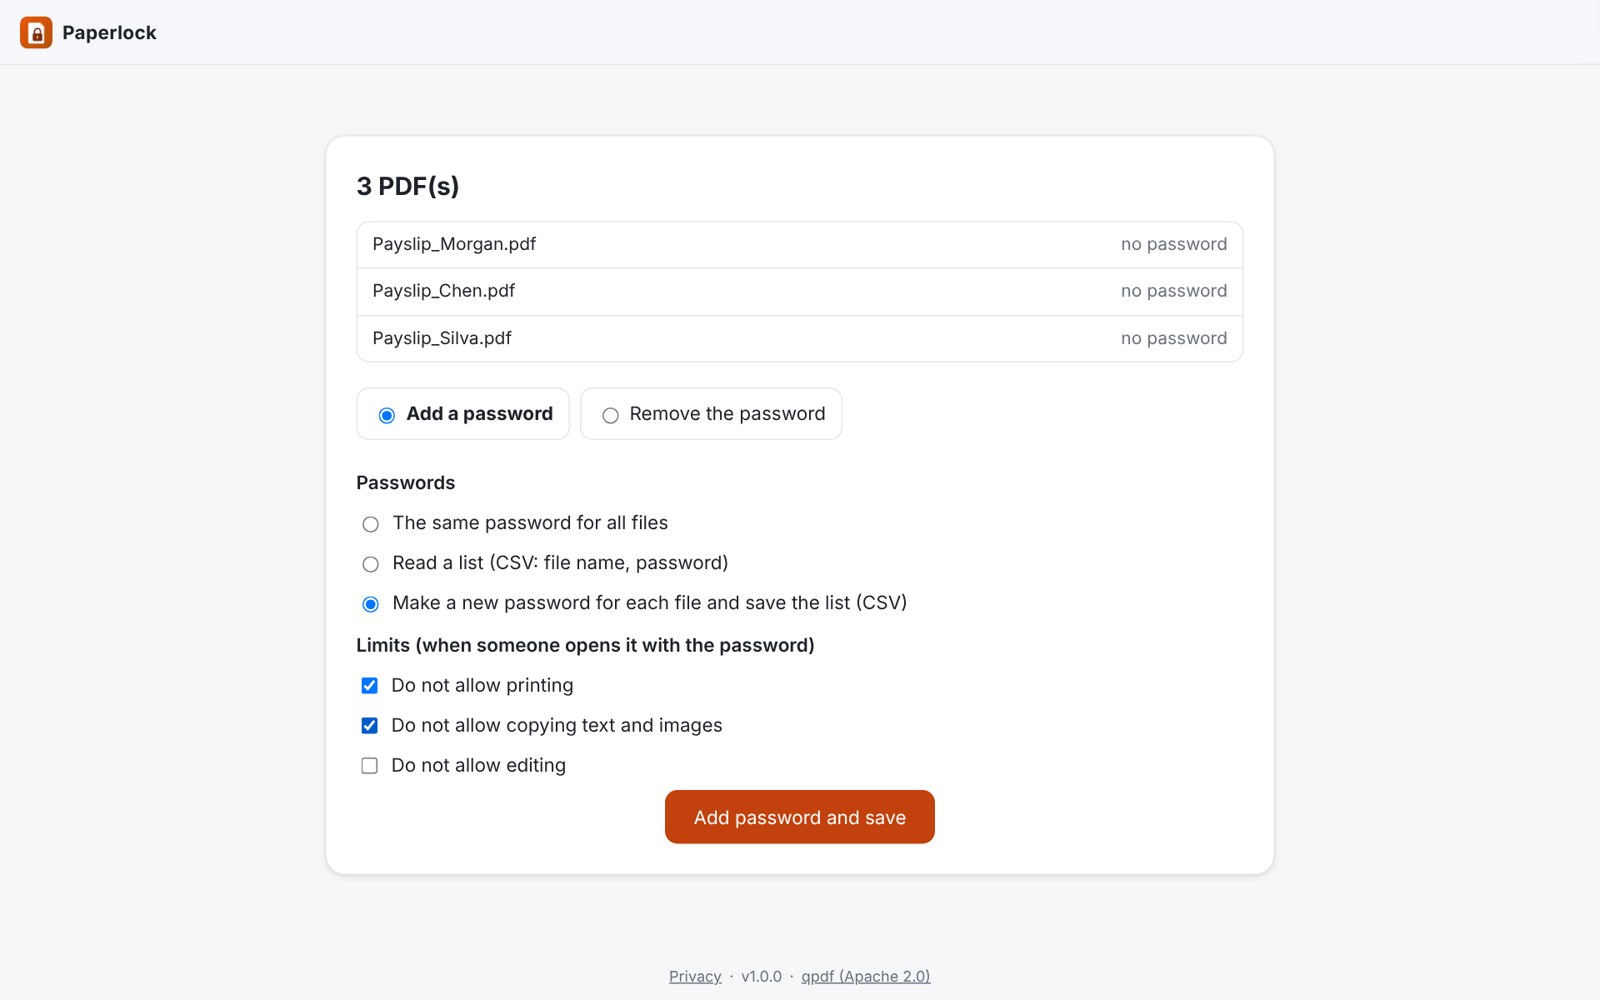 Paperlock
3 PDF(s)
Payslip_Morgan.pdf no password
Payslip_Chen.pdf no password
Payslip_Silva.pdf no password
Add a password Remove the password
Passwords
The same password for all files
Read a list (CSV: file name, password)
Make a new password for each file and save the list (CSV)
Limits (when someone opens it with the password)
Do not allow printing
Do not allow copying text and images
Do not allow editing
Add password and save
Privacy · v1.0.0 · qpdf (Apache 2.0)